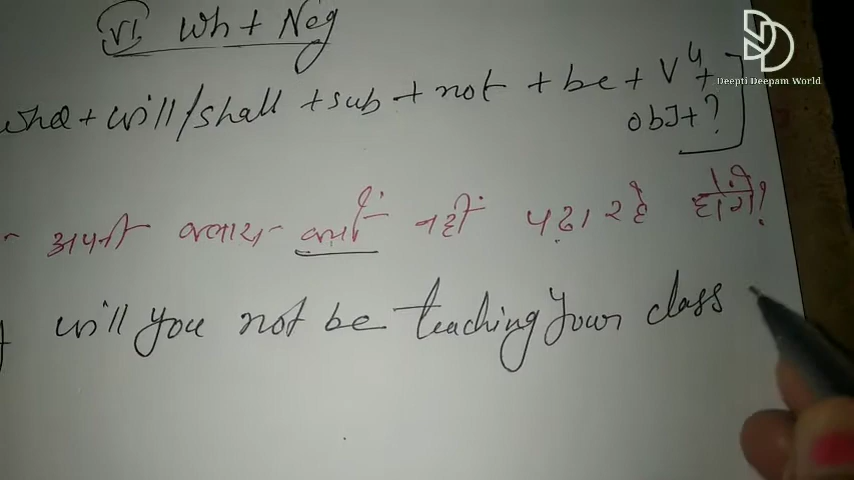 (vi) Wh + Neg
Deepti Deepam World
wha + will/shall + sub + not + be + V4 +
obj + ?
अपनी क्लास क्यों नहीं पढा रहे होंगे।
will you not be teaching your class